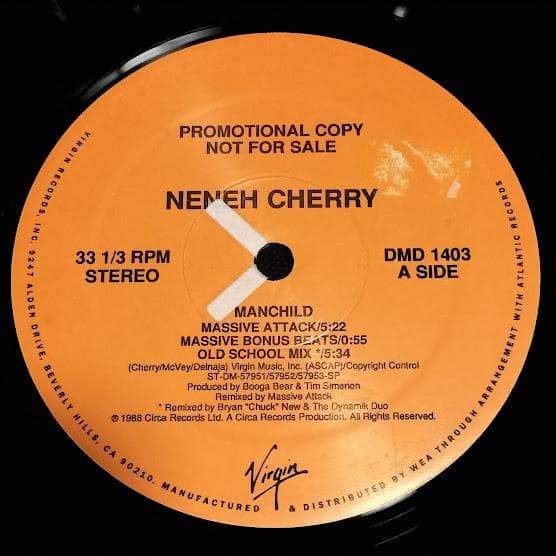 PROMOTIONAL COPY
NOT FOR SALE
NENEH CHERRY
33 1/3 RPM
STEREO
DMD 1403
A SIDE
MANCHILD
MASSIVE ATTACK/5:22
MASSIVE BONUS BEATS/0:55
OLD SCHOOL MIX */5:34
(Cherry/McVey/Delnaja) Virgin Music, Inc. (ASCAP)/Copyright Control
ST-DM-57951/57952/57953-SP
Produced by Booga Bear & Tim Simenon
Remixed by Massive Attack
* Remixed by Bryan "Chuck" New & The Dynamik Duo
℗ 1988 Circa Records Ltd. A Circa Records Production. All Rights Reserved.
Virgin
VIRGIN RECORDS, INC. 9247 ALDEN DRIVE, BEVERLY HILLS, CA 90210. MANUFACTURED & DISTRIBUTED BY WEA THROUGH ARRANGEMENT WITH ATLANTIC RECORDS